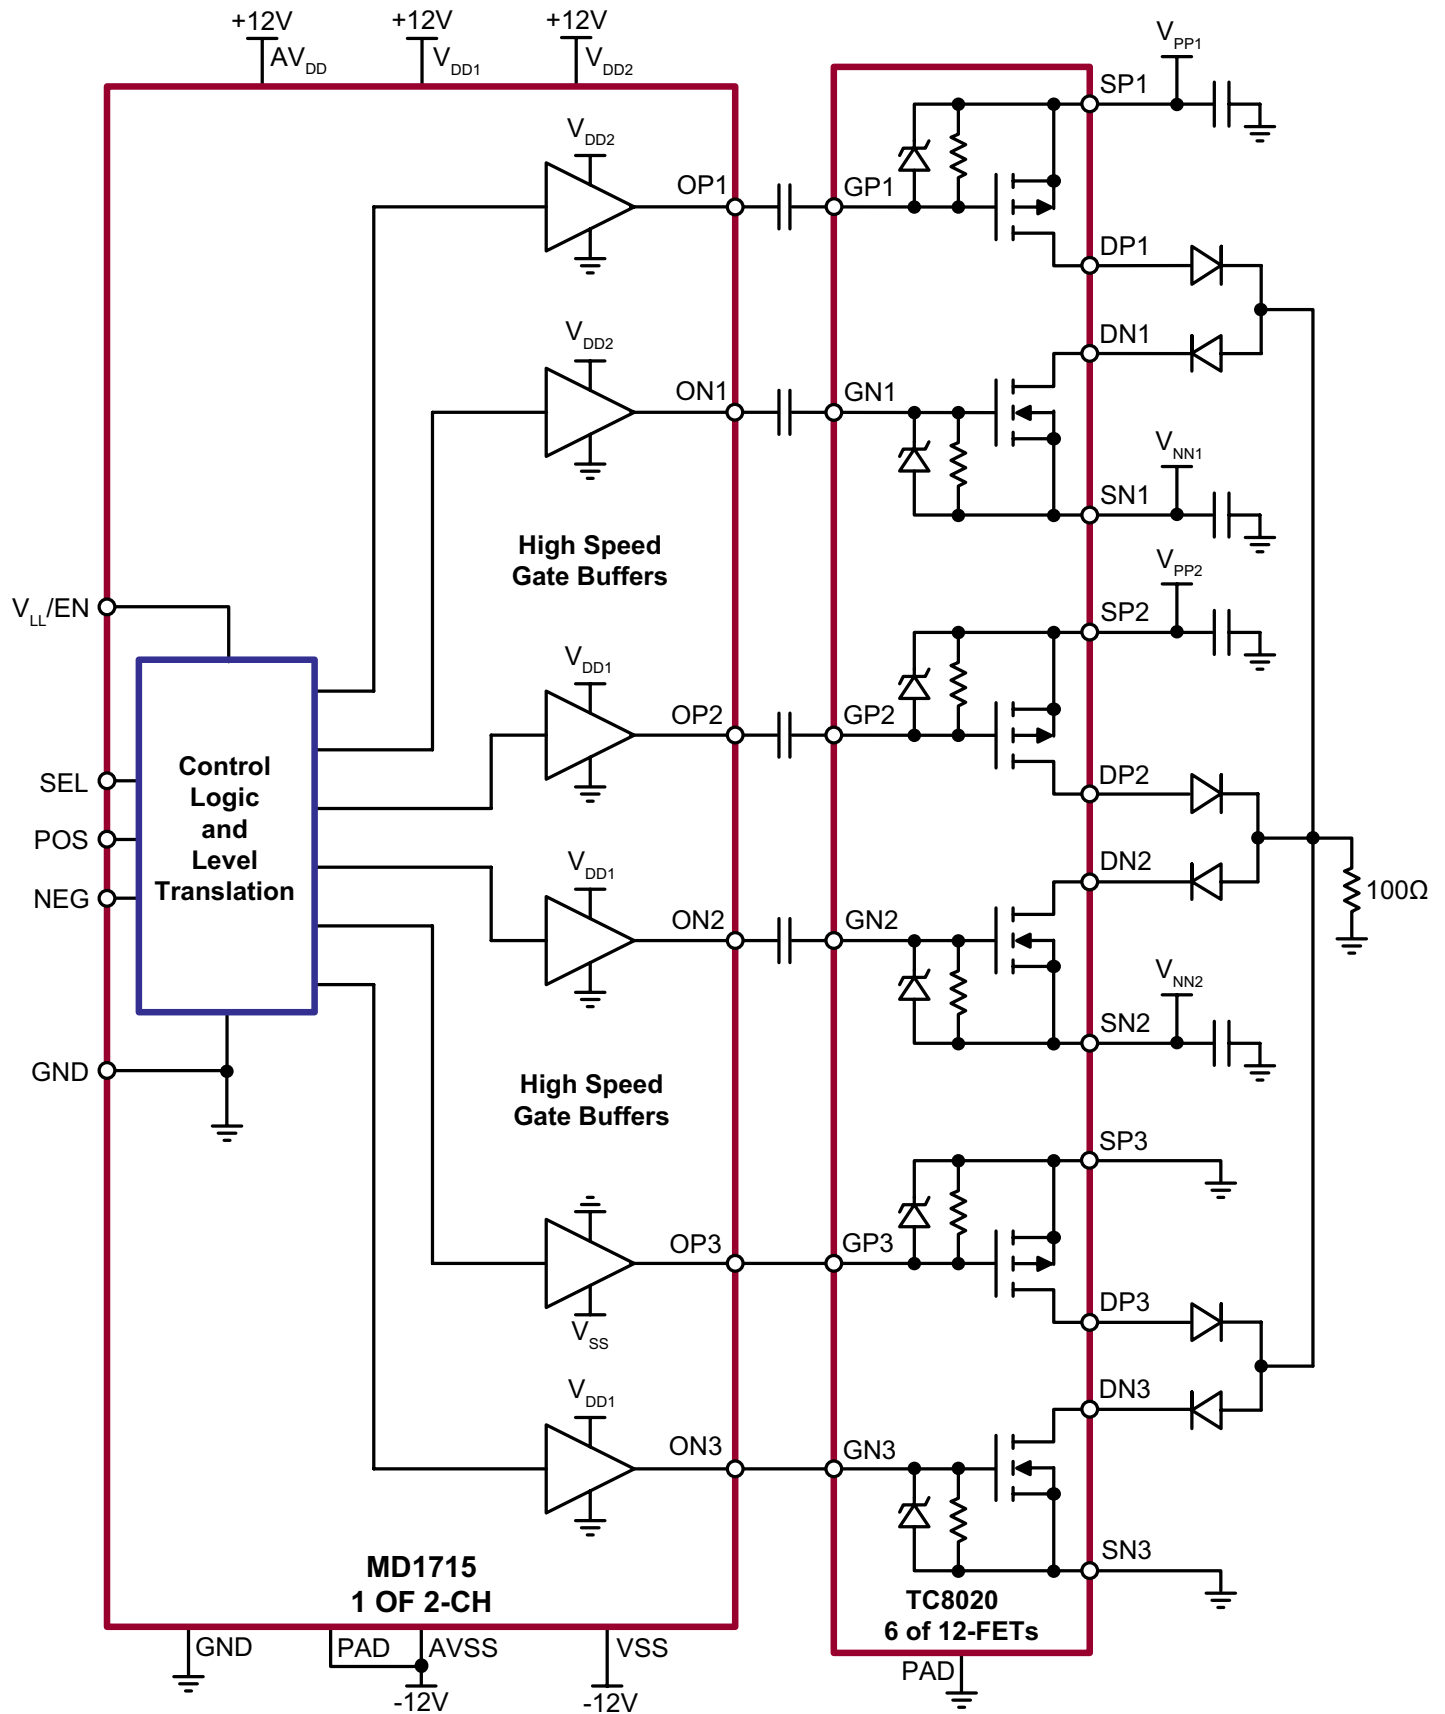 +12V
+12V
+12V
AVDD
VDD1
VDD2
VPP1
SP1
VDD2
OP1
GP1
DP1
VDD2
DN1
ON1
GN1
VNN1
SN1
High Speed
Gate Buffers
VPP2
VLL/EN
SP2
VDD1
OP2
GP2
Control
Logic
and
Level
Translation
SEL
POS
NEG
DP2
VDD1
DN2
100Ω
ON2
GN2
VNN2
SN2
GND
High Speed
Gate Buffers
SP3
OP3
GP3
DP3
VSS
VDD1
DN3
ON3
GN3
SN3
MD1715
1 OF 2-CH
TC8020
6 of 12-FETs
GND
PAD
AVSS
VSS
PAD
-12V
-12V